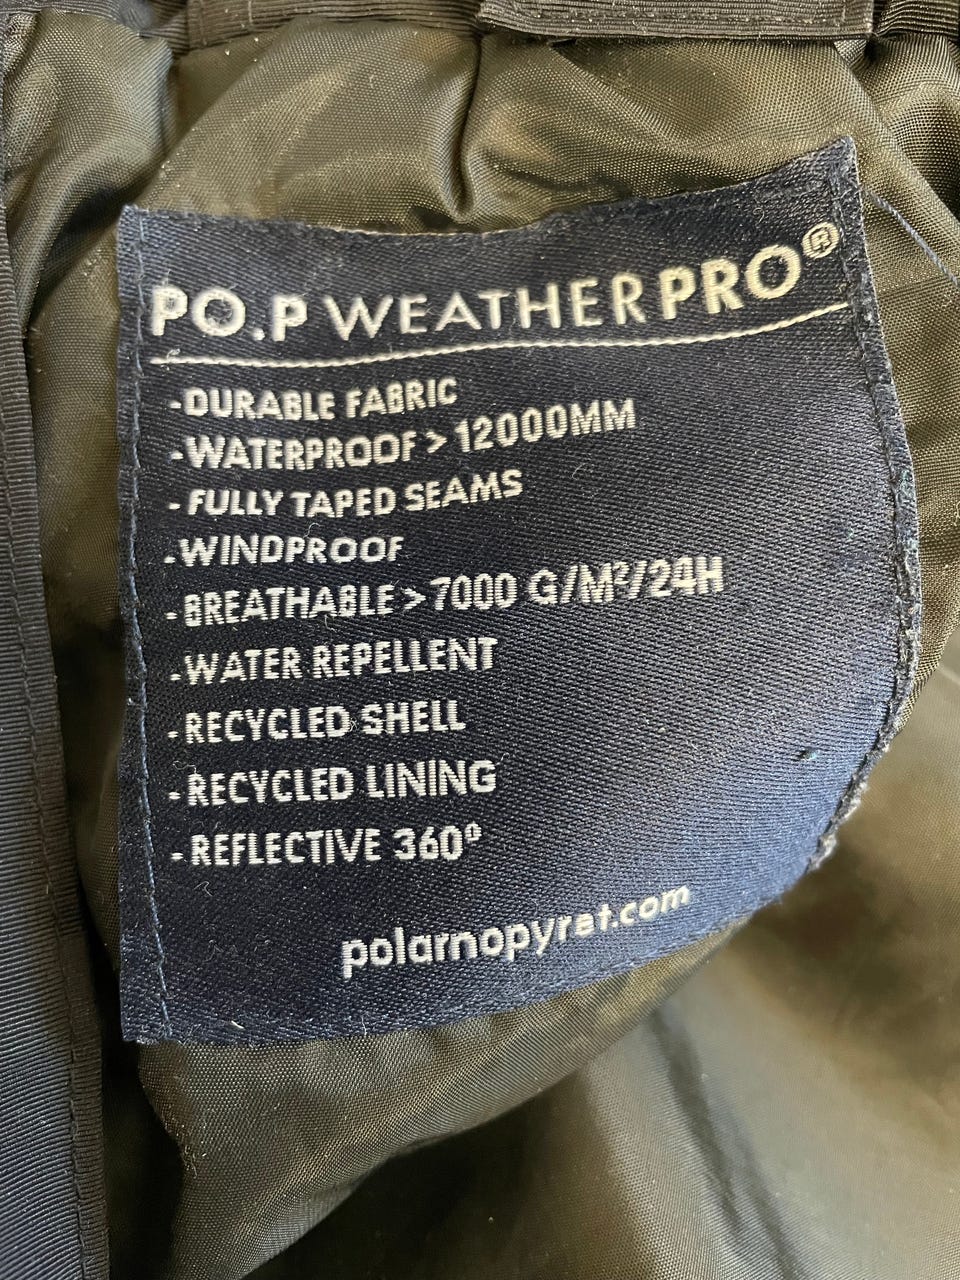 PO.P WEATHERPRO®
-DURABLE FABRIC
-WATERPROOF > 12000MM
-FULLY TAPED SEAMS
-WINDPROOF
-BREATHABLE > 7000 G/M²/24H
-WATER REPELLENT
-RECYCLED SHELL
-RECYCLED LINING
-REFLECTIVE 360º
polarnopyret.com